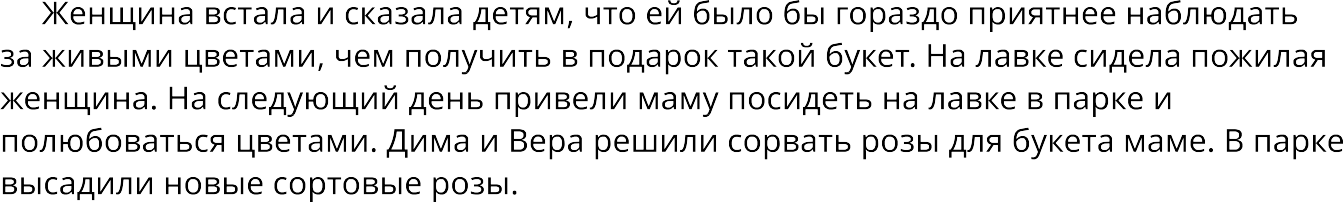 Женщина встала и сказала детям, что ей было бы гораздо приятнее наблюдать
за живыми цветами, чем получить в подарок такой букет. На лавке сидела пожилая
женщина. На следующий день привели маму посидеть на лавке в парке и
полюбоваться цветами. Дима и Вера решили сорвать розы для букета маме. В парке
высадили новые сортовые розы.